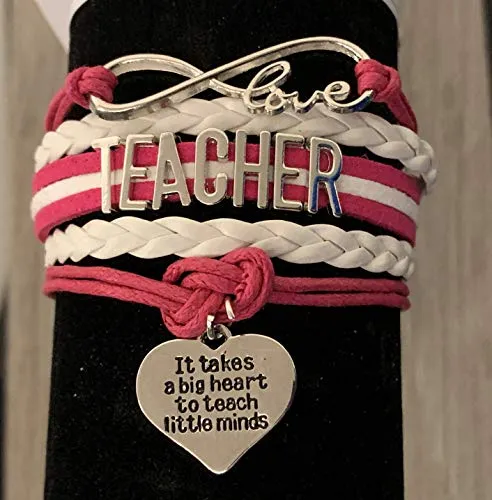 love
TEACHER
It takes
a big heart
to teach
little minds